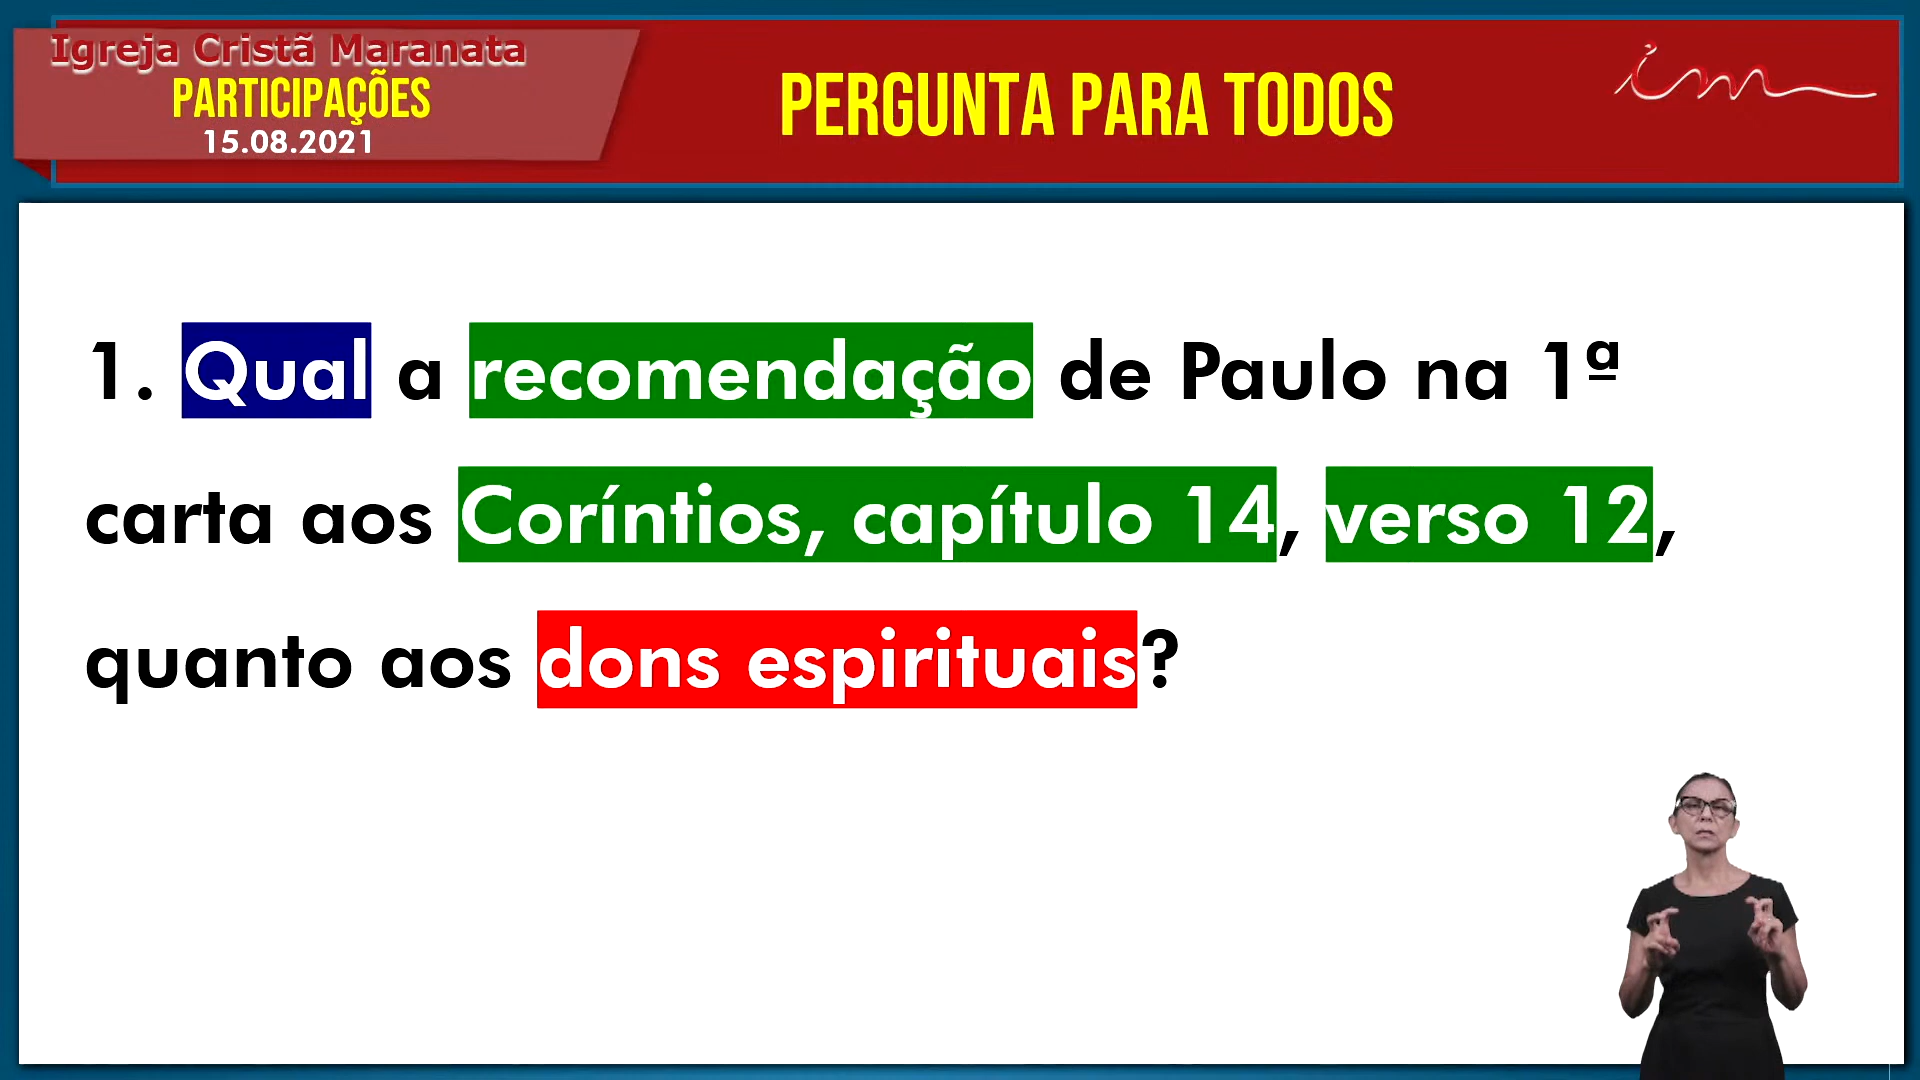 Igreja Cristã Maranata
PARTICIPAÇÕES
15.08.2021
PERGUNTA PARA TODOS
im
1. Qual a recomendação de Paulo na 1ª
carta aos Coríntios, capítulo 14, verso 12,
quanto aos dons espirituais?